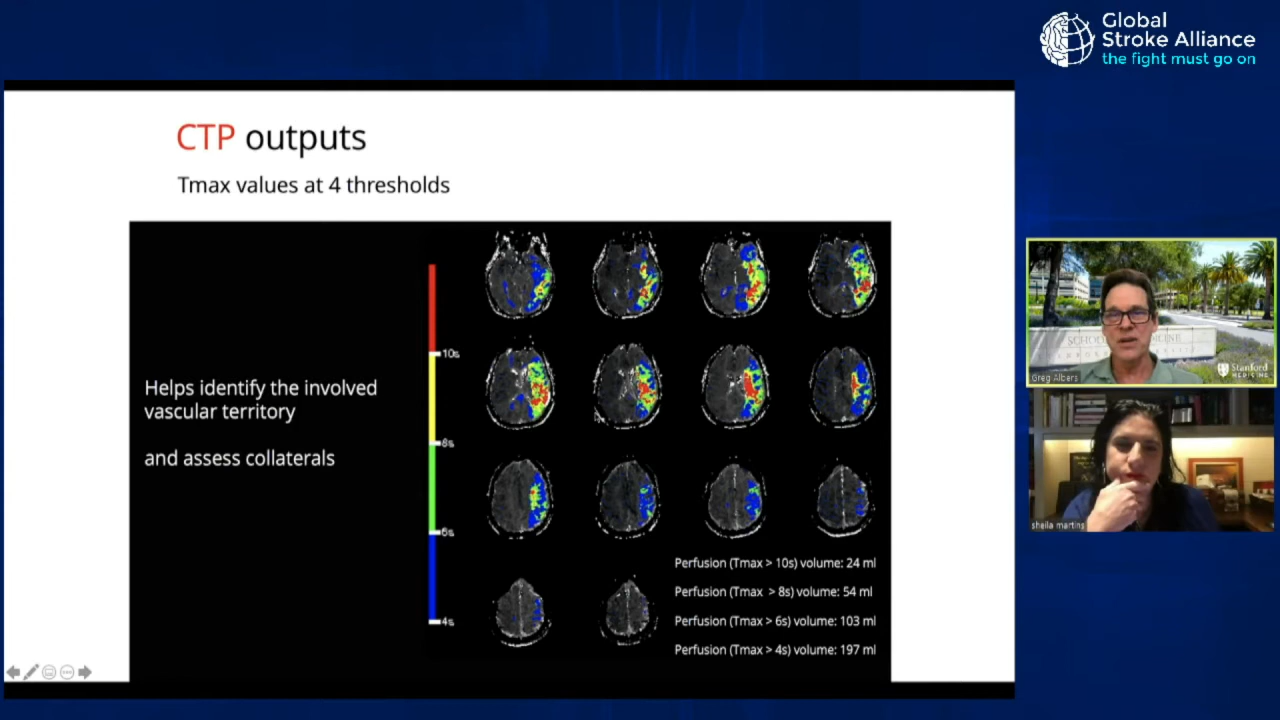 Global
Stroke Alliance
the fight must go on
CTP outputs
Tmax values at 4 thresholds
Helps identify the involved
vascular territory
and assess collaterals
10s
8s
6s
4s
Perfusion (Tmax > 10s) volume: 24 ml
Perfusion (Tmax > 8s) volume: 54 ml
Perfusion (Tmax > 6s) volume: 103 ml
Perfusion (Tmax > 4s) volume: 197 ml
Stanford
MEDICINE
Greg Albers
sheila martins